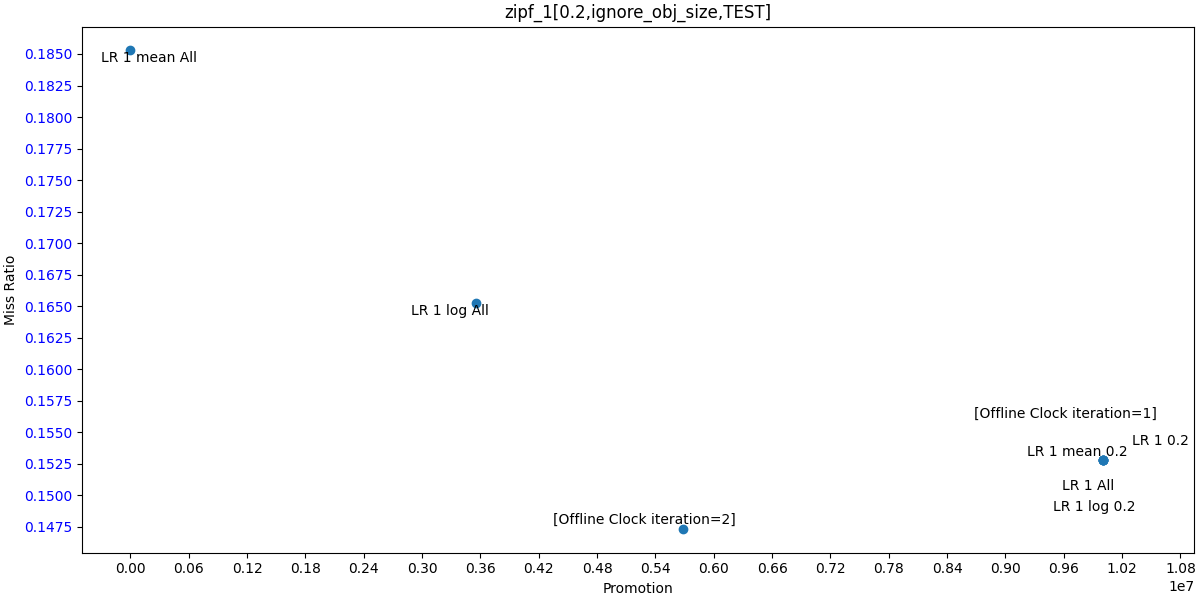 zipf_1[0.2,ignore_obj_size,TEST]
0.1850
0.1825
0.1800
0.1775
0.1750
0.1725
0.1700
0.1675
0.1650
0.1625
0.1600
0.1575
0.1550
0.1525
0.1500
0.1475
Miss Ratio
LR 1 mean All
LR 1 log All
[Offline Clock iteration=1]
LR 1 0.2
LR 1 mean 0.2
LR 1 All
LR 1 log 0.2
[Offline Clock iteration=2]
0.00 0.06 0.12 0.18 0.24 0.30 0.36 0.42 0.48 0.54 0.60 0.66 0.72 0.78 0.84 0.90 0.96 1.02 1.08
1e7
Promotion